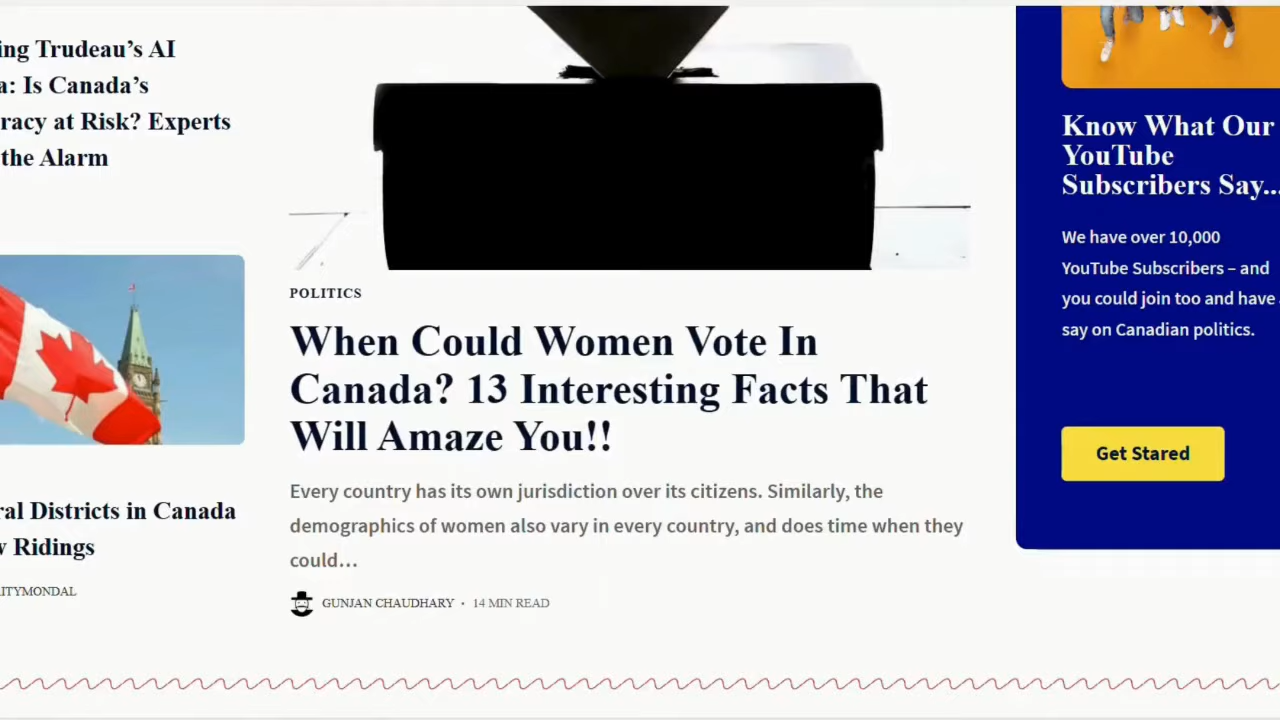 ing Trudeau's AI
a: Is Canada's
racy at Risk? Experts
the Alarm
ral Districts in Canada
w Ridings
ITYMONDAL
POLITICS
When Could Women Vote In
Canada? 13 Interesting Facts That
Will Amaze You!!
Every country has its own jurisdiction over its citizens. Similarly, the
demographics of women also vary in every country, and does time when they
could...
GUNJAN CHAUDHARY • 14 MIN READ
Know What Our
YouTube
Subscribers Say...
We have over 10,000
YouTube Subscribers – and
you could join too and have
say on Canadian politics.
Get Stared